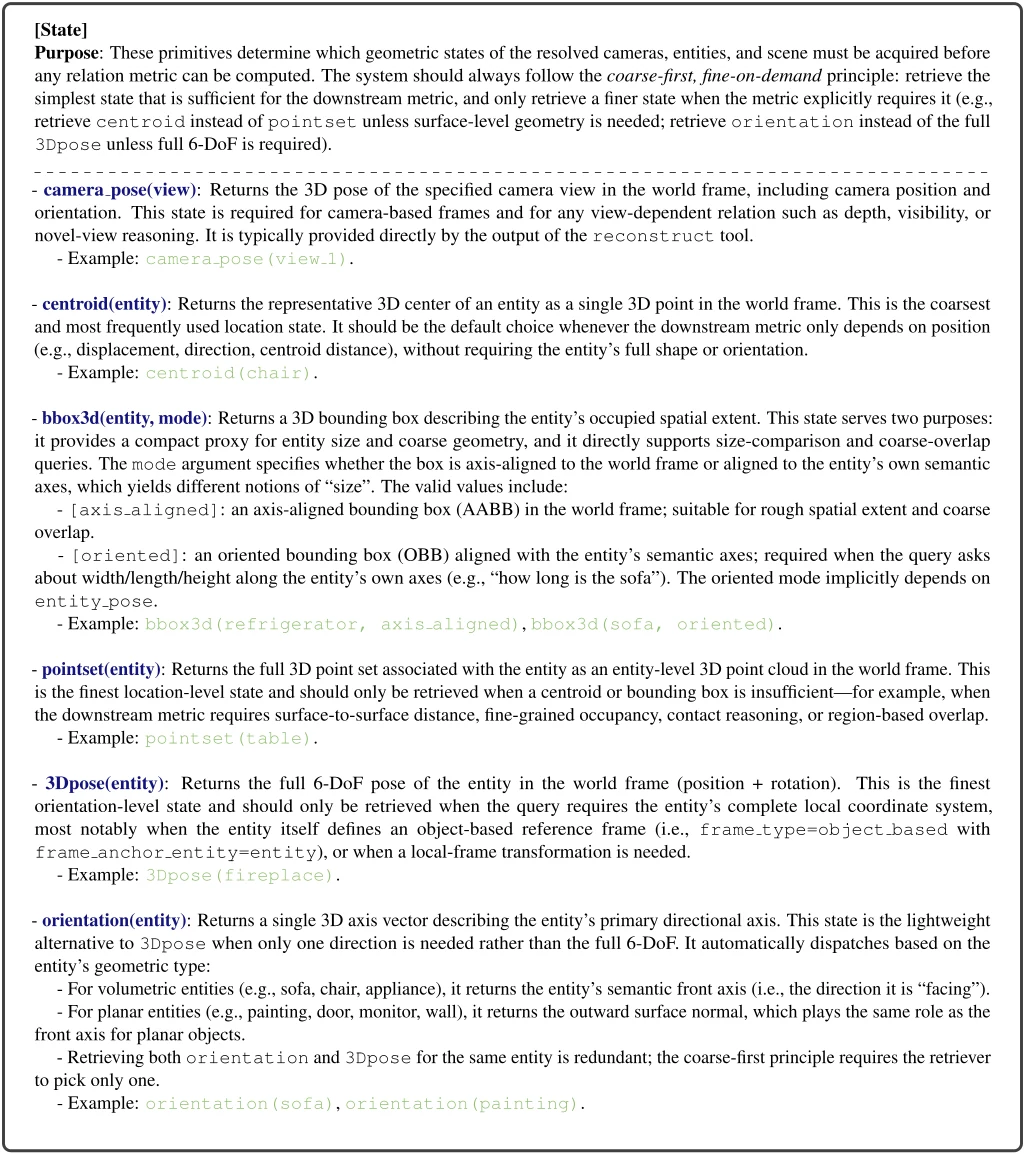 [State]
Purpose: These primitives determine which geometric states of the resolved cameras, entities, and scene must be acquired before
any relation metric can be computed. The system should always follow the coarse-first, fine-on-demand principle: retrieve the
simplest state that is sufficient for the downstream metric, and only retrieve a finer state when the metric explicitly requires it (e.g.,
retrieve centroid instead of pointset unless surface-level geometry is needed; retrieve orientation instead of the full
3Dpose unless full 6-DoF is required).
- camera_pose(view): Returns the 3D pose of the specified camera view in the world frame, including camera position and
orientation. This state is required for camera-based frames and for any view-dependent relation such as depth, visibility, or
novel-view reasoning. It is typically provided directly by the output of the reconstruct tool.
- Example: camera_pose(view_1).
- centroid(entity): Returns the representative 3D center of an entity as a single 3D point in the world frame. This is the coarsest
and most frequently used location state. It should be the default choice whenever the downstream metric only depends on position
(e.g., displacement, direction, centroid distance), without requiring the entity's full shape or orientation.
- Example: centroid(chair).
- bbox3d(entity, mode): Returns a 3D bounding box describing the entity's occupied spatial extent. This state serves two purposes:
it provides a compact proxy for entity size and coarse geometry, and it directly supports size-comparison and coarse-overlap
queries. The mode argument specifies whether the box is axis-aligned to the world frame or aligned to the entity's own semantic
axes, which yields different notions of “size”. The valid values include:
- [axis_aligned]: an axis-aligned bounding box (AABB) in the world frame; suitable for rough spatial extent and coarse
overlap.
- [oriented]: an oriented bounding box (OBB) aligned with the entity's semantic axes; required when the query asks
about width/length/height along the entity's own axes (e.g., “how long is the sofa”). The oriented mode implicitly depends on
entity_pose.
- Example: bbox3d(refrigerator, axis_aligned), bbox3d(sofa, oriented).
- pointset(entity): Returns the full 3D point set associated with the entity as an entity-level 3D point cloud in the world frame. This
is the finest location-level state and should only be retrieved when a centroid or bounding box is insufficient—for example, when
the downstream metric requires surface-to-surface distance, fine-grained occupancy, contact reasoning, or region-based overlap.
- Example: pointset(table).
- 3Dpose(entity): Returns the full 6-DoF pose of the entity in the world frame (position + rotation). This is the finest
orientation-level state and should only be retrieved when the query requires the entity's complete local coordinate system,
most notably when the entity itself defines an object-based reference frame (i.e., frame_type=object_based with
frame_anchor_entity=entity), or when a local-frame transformation is needed.
- Example: 3Dpose(fireplace).
- orientation(entity): Returns a single 3D axis vector describing the entity's primary directional axis. This state is the lightweight
alternative to 3Dpose when only one direction is needed rather than the full 6-DoF. It automatically dispatches based on the
entity's geometric type:
- For volumetric entities (e.g., sofa, chair, appliance), it returns the entity's semantic front axis (i.e., the direction it is “facing”).
- For planar entities (e.g., painting, door, monitor, wall), it returns the outward surface normal, which plays the same role as the
front axis for planar objects.
- Retrieving both orientation and 3Dpose for the same entity is redundant; the coarse-first principle requires the retriever
to pick only one.
- Example: orientation(sofa), orientation(painting).